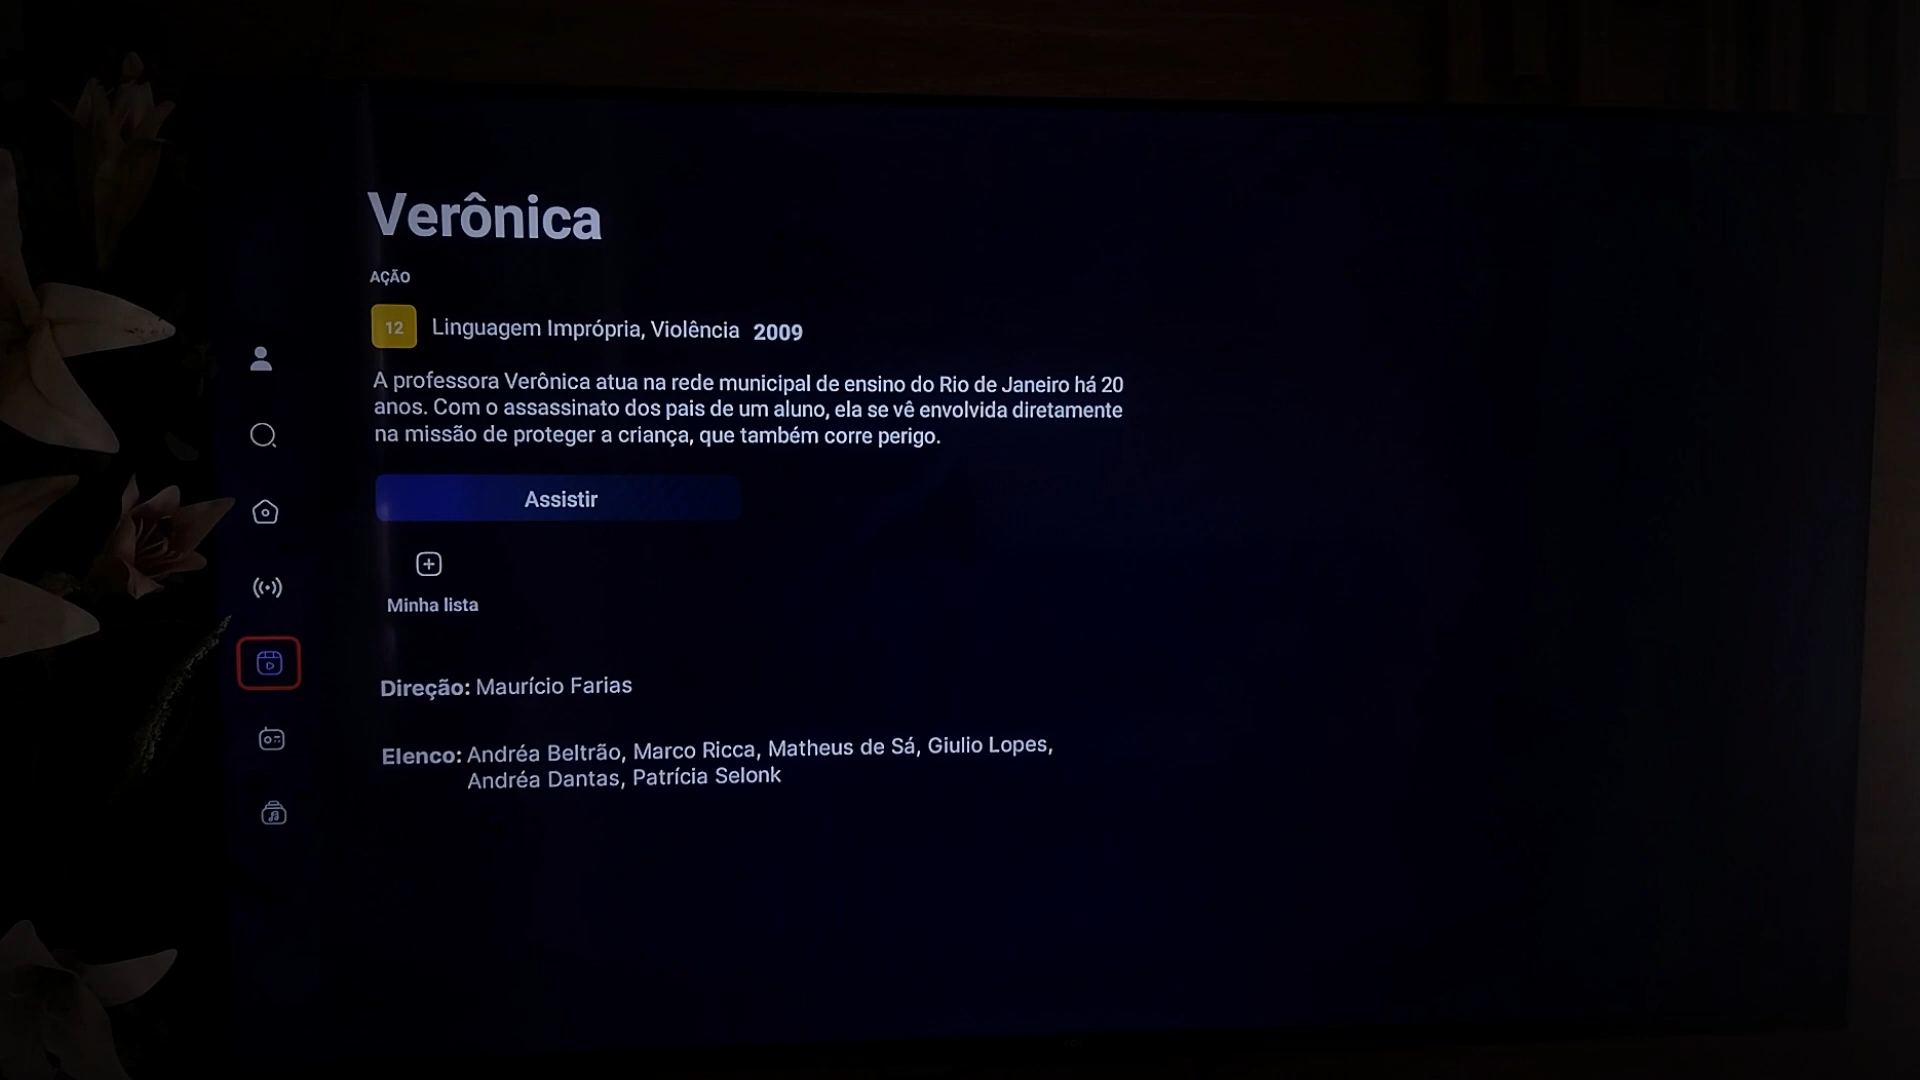 Verônica
AÇÃO
12 Linguagem Imprópria, Violência 2009
A professora Verônica atua na rede municipal de ensino do Rio de Janeiro há 20
anos. Com o assassinato dos pais de um aluno, ela se vê envolvida diretamente
na missão de proteger a criança, que também corre perigo.
Assistir
Minha lista
Direção: Maurício Farias
Elenco: Andréa Beltrão, Marco Ricca, Matheus de Sá, Giulio Lopes,
Andréa Dantas, Patrícia Selonk